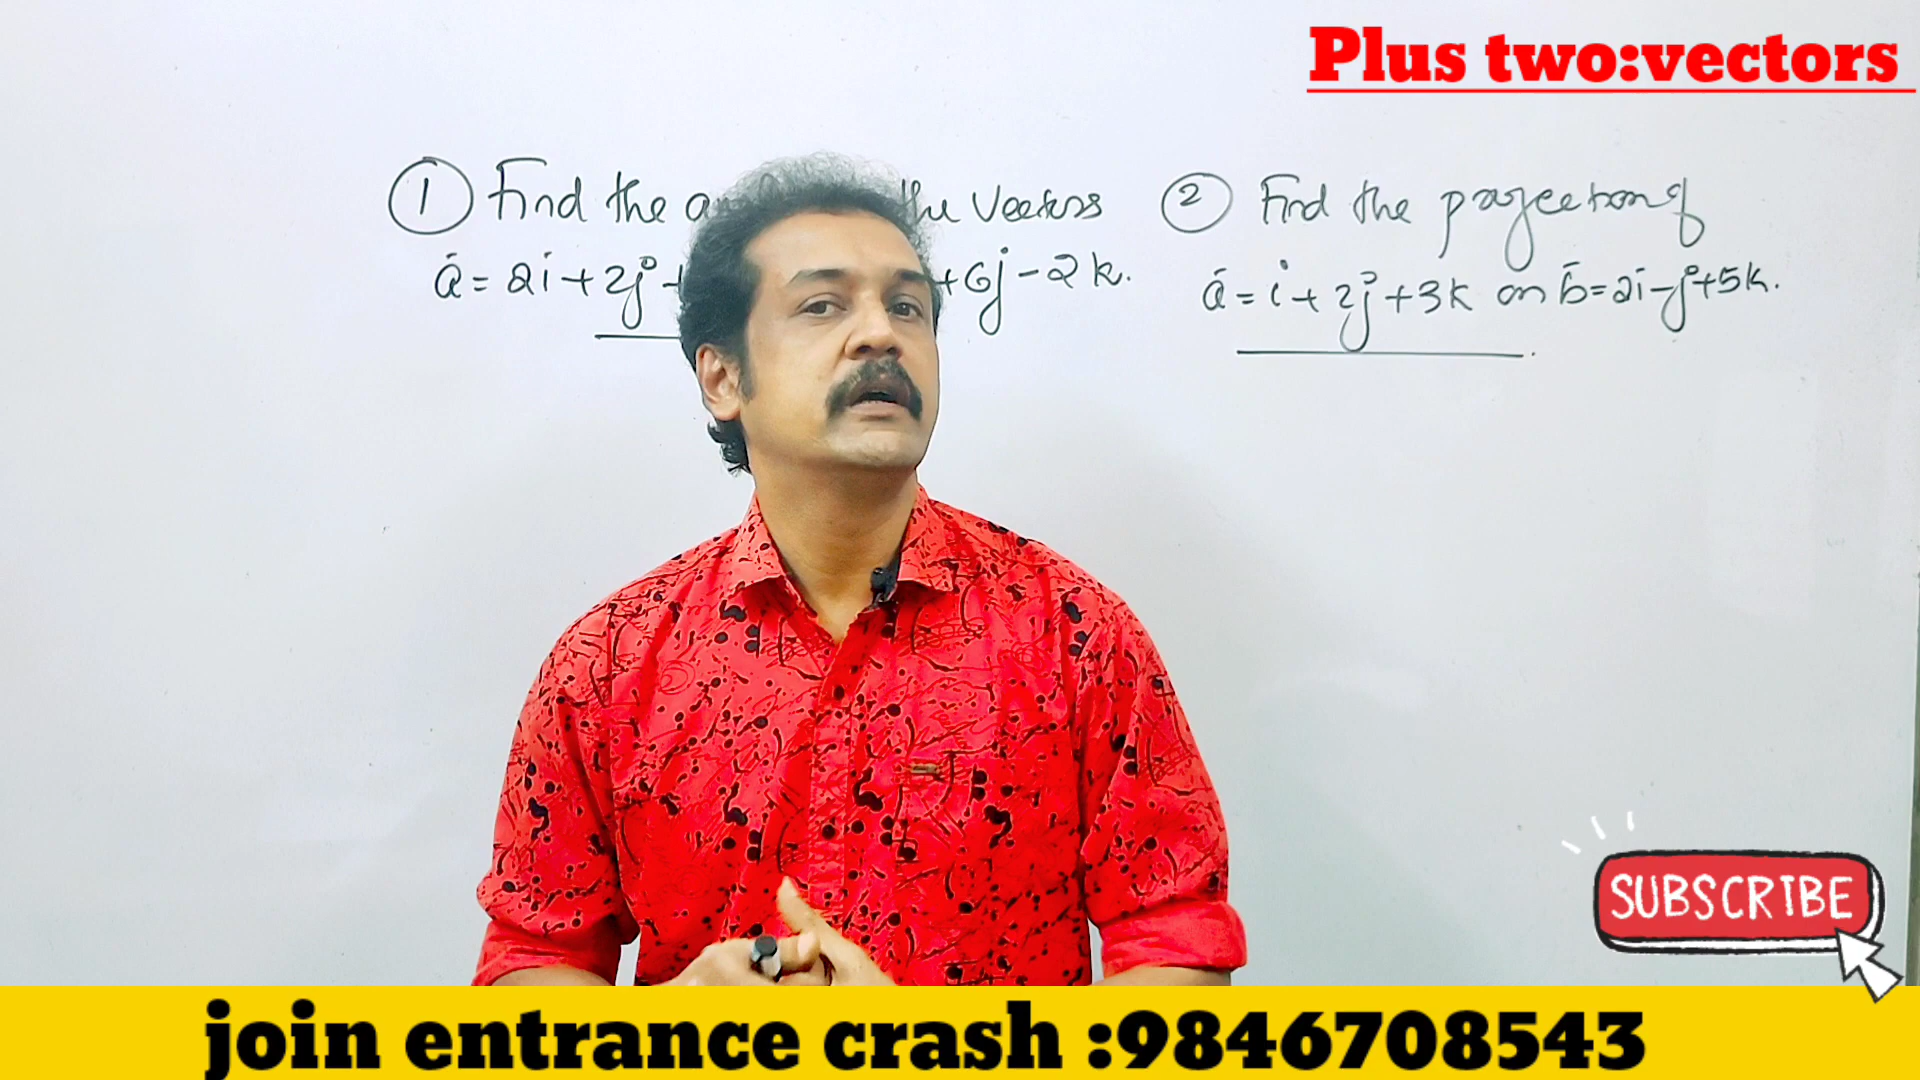 Plus two:vectors
① Find the the vectors
ā = 2i + 2j + + 6j - 2k.
② Find the projection of
ā = i + 2j + 3k on b̄ = 2i - j + 5k.
SUBSCRIBE
join entrance crash :9846708543